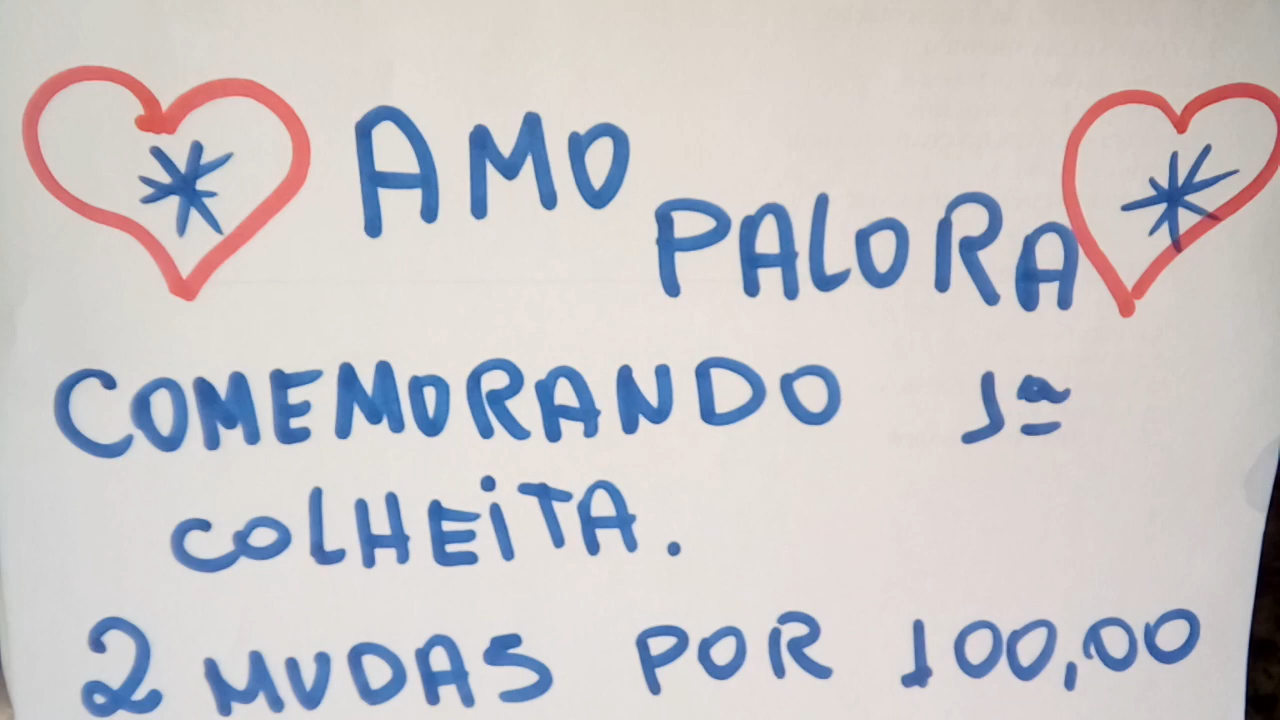 AMO
PALORA
COMEMORANDO 1ª
COLHEiTA.
2 MUDAS POR 100,00